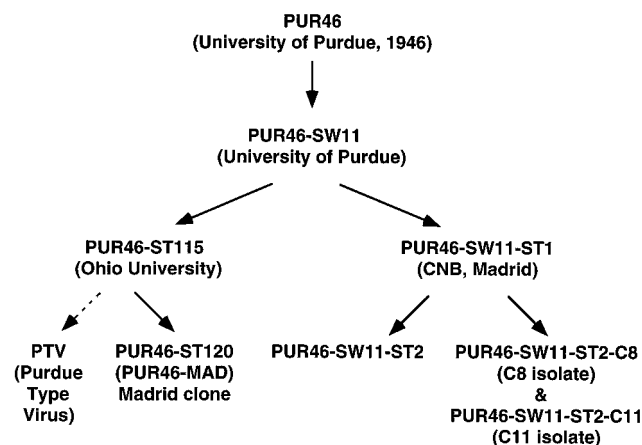 PUR46
(University of Purdue, 1946)
PUR46-SW11
(University of Purdue)
PUR46-ST115
(Ohio University)
PUR46-SW11-ST1
(CNB, Madrid)
PTV
(Purdue
Type
Virus)
PUR46-ST120
(PUR46-MAD)
Madrid clone
PUR46-SW11-ST2
PUR46-SW11-ST2-C8
(C8 isolate)
&
PUR46-SW11-ST2-C11
(C11 isolate)